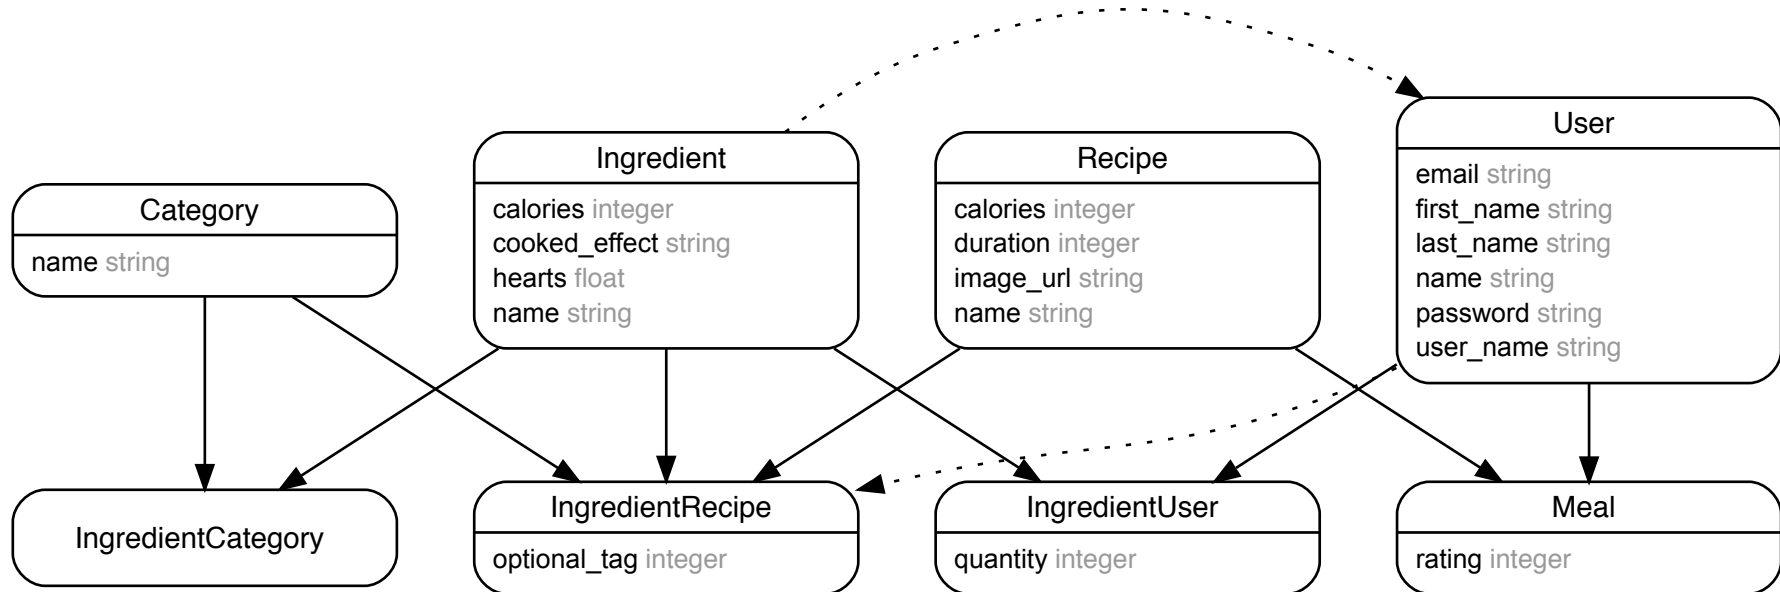 Category
name string
Ingredient
calories integer
cooked_effect string
hearts float
name string
Recipe
calories integer
duration integer
image_url string
name string
User
email string
first_name string
last_name string
name string
password string
user_name string
IngredientCategory
IngredientRecipe
optional_tag integer
IngredientUser
quantity integer
Meal
rating integer